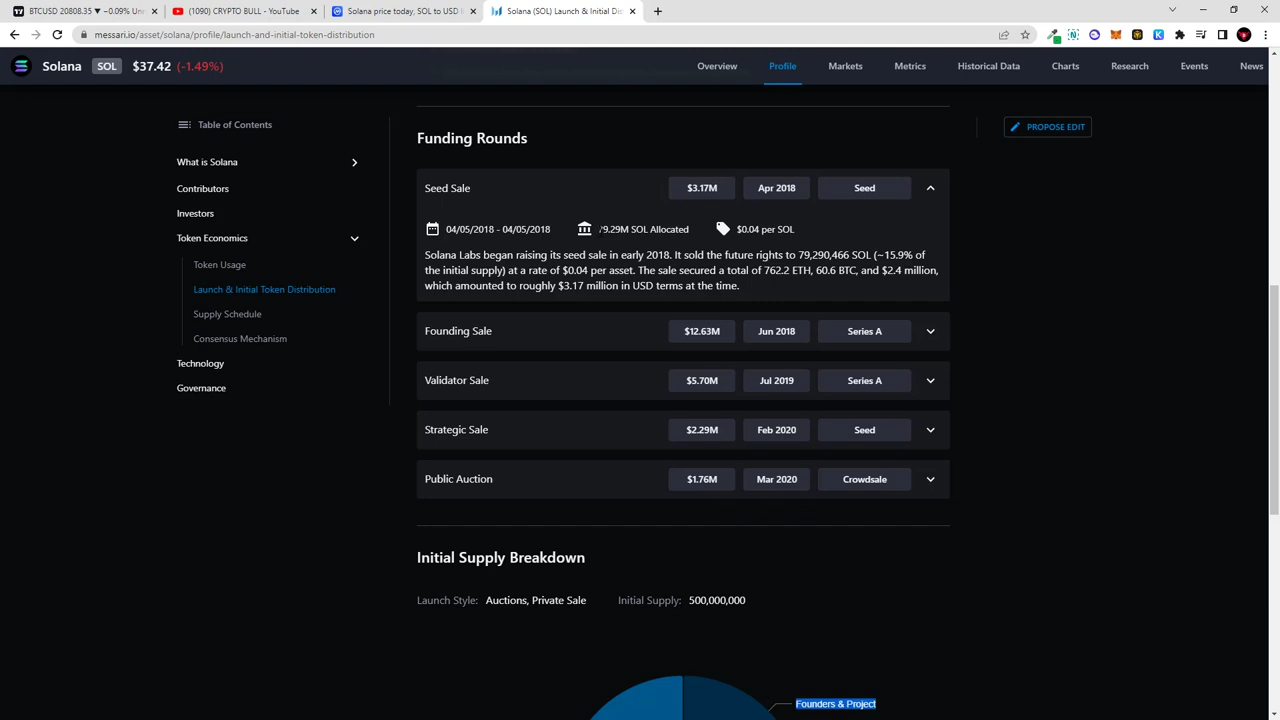 BTCUSD 20808.35 ▼ −0.09% Un
(1090) CRYPTO BULL - YouTube
Solana price today, SOL to USD l
Solana (SOL) Launch & Initial Dis
messari.io/asset/solana/profile/launch-and-initial-token-distribution
Solana SOL $37.42 (-1.49%)
Overview Profile Markets Metrics Historical Data Charts Research Events News
Table of Contents
What is Solana
Contributors
Investors
Token Economics
Token Usage
Launch & Initial Token Distribution
Supply Schedule
Consensus Mechanism
Technology
Governance
Funding Rounds
PROPOSE EDIT
Seed Sale $3.17M Apr 2018 Seed
04/05/2018 - 04/05/2018 79.29M SOL Allocated $0.04 per SOL
Solana Labs began raising its seed sale in early 2018. It sold the future rights to 79,290,466 SOL (~15.9% of
the initial supply) at a rate of $0.04 per asset. The sale secured a total of 762.2 ETH, 60.6 BTC, and $2.4 million,
which amounted to roughly $3.17 million in USD terms at the time.
Founding Sale $12.63M Jun 2018 Series A
Validator Sale $5.70M Jul 2019 Series A
Strategic Sale $2.29M Feb 2020 Seed
Public Auction $1.76M Mar 2020 Crowdsale
Initial Supply Breakdown
Launch Style: Auctions, Private Sale Initial Supply: 500,000,000
Founders & Project